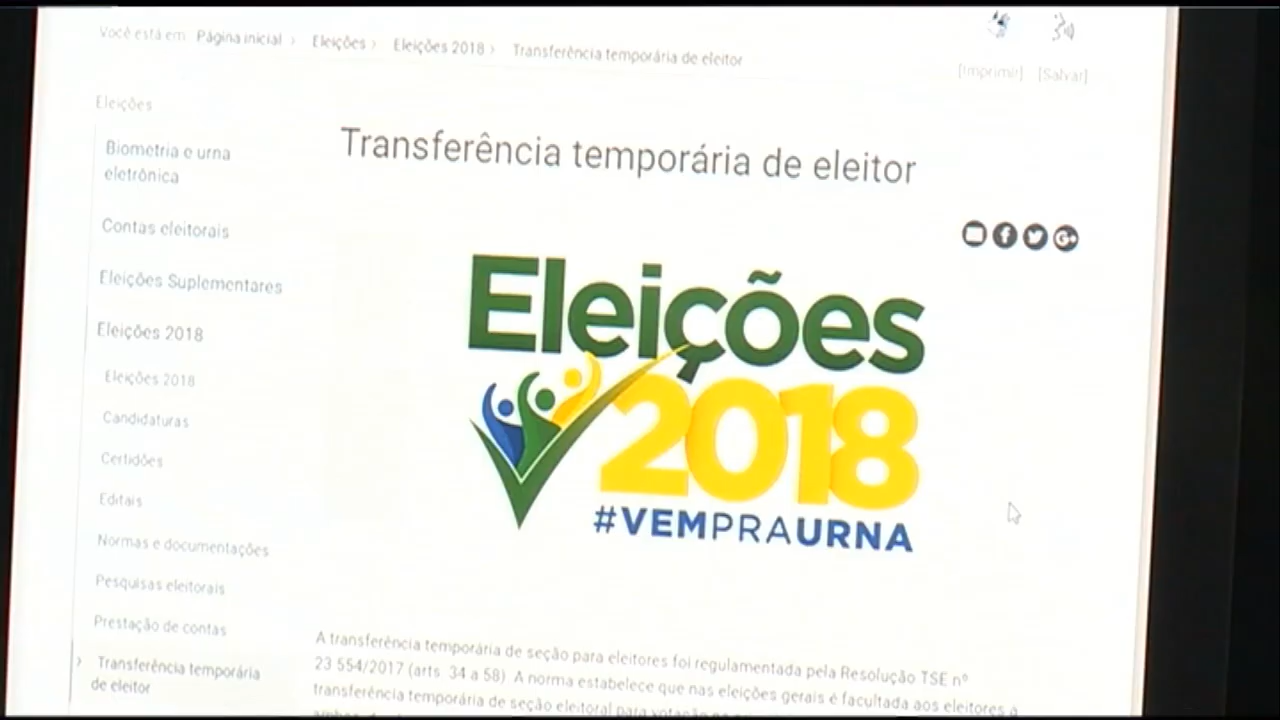 Você está em: Página inicial › Eleições › Eleições 2018 › Transferência temporária de eleitor
[Imprimir] [Salvar]
Eleições
Biometria e urna
eletrônica
Contas eleitorais
Eleições Suplementares
Eleições 2018
Eleições 2018
Candidaturas
Certidões
Editais
Normas e documentações
Pesquisas eleitorais
Prestação de contas
› Transferência temporária
de eleitor
Transferência temporária de eleitor
Eleições
2018
#VEMPRAURNA
A transferência temporária de seção para eleitores foi regulamentada pela Resolução TSE nº
23.554/2017 (arts. 34 a 58). A norma estabelece que nas eleições gerais é facultada aos eleitores a
transferência temporária de seção eleitoral para votação